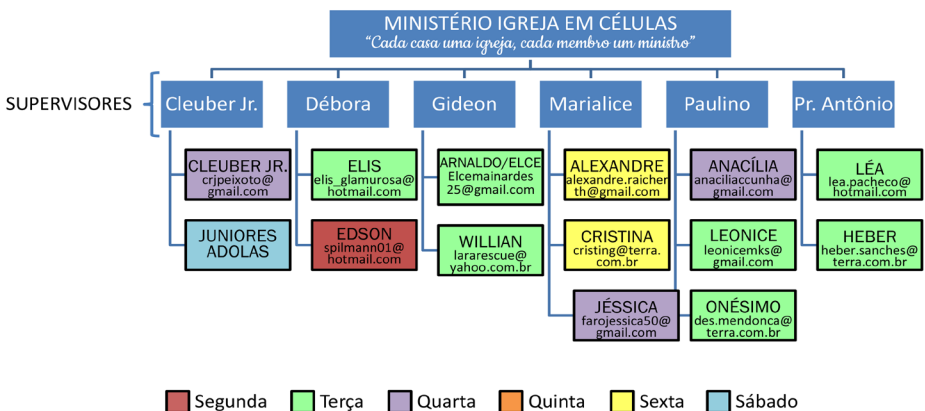 MINISTÉRIO IGREJA EM CÉLULAS
“Cada casa uma igreja, cada membro um ministro”
SUPERVISORES
Cleuber Jr.
Débora
Gideon
Marialice
Paulino
Pr. Antônio
CLEUBER JR.
crjpeixoto@
gmail.com
ELIS
elis_glamurosa@
hotmail.com
ARNALDO/ELCE
Elcemainardes
25@gmail.com
ALEXANDRE
alexandre.raicher
th@gmail.com
ANACÍLIA
anaciliaccunha@
gmail.com
LÉA
lea.pacheco@
hotmail.com
JUNIORES
ADOLAS
EDSON
spilmann01@
hotmail.com
WILLIAN
lararescue@
yahoo.com.br
CRISTINA
cristing@terra.
com.br
LEONICE
leonicemks@
gmail.com
HEBER
heber.sanches@
terra.com.br
JÉSSICA
farojessica50@
gmail.com
ONÉSIMO
des.mendonca@
terra.com.br
Segunda
Terça
Quarta
Quinta
Sexta
Sábado